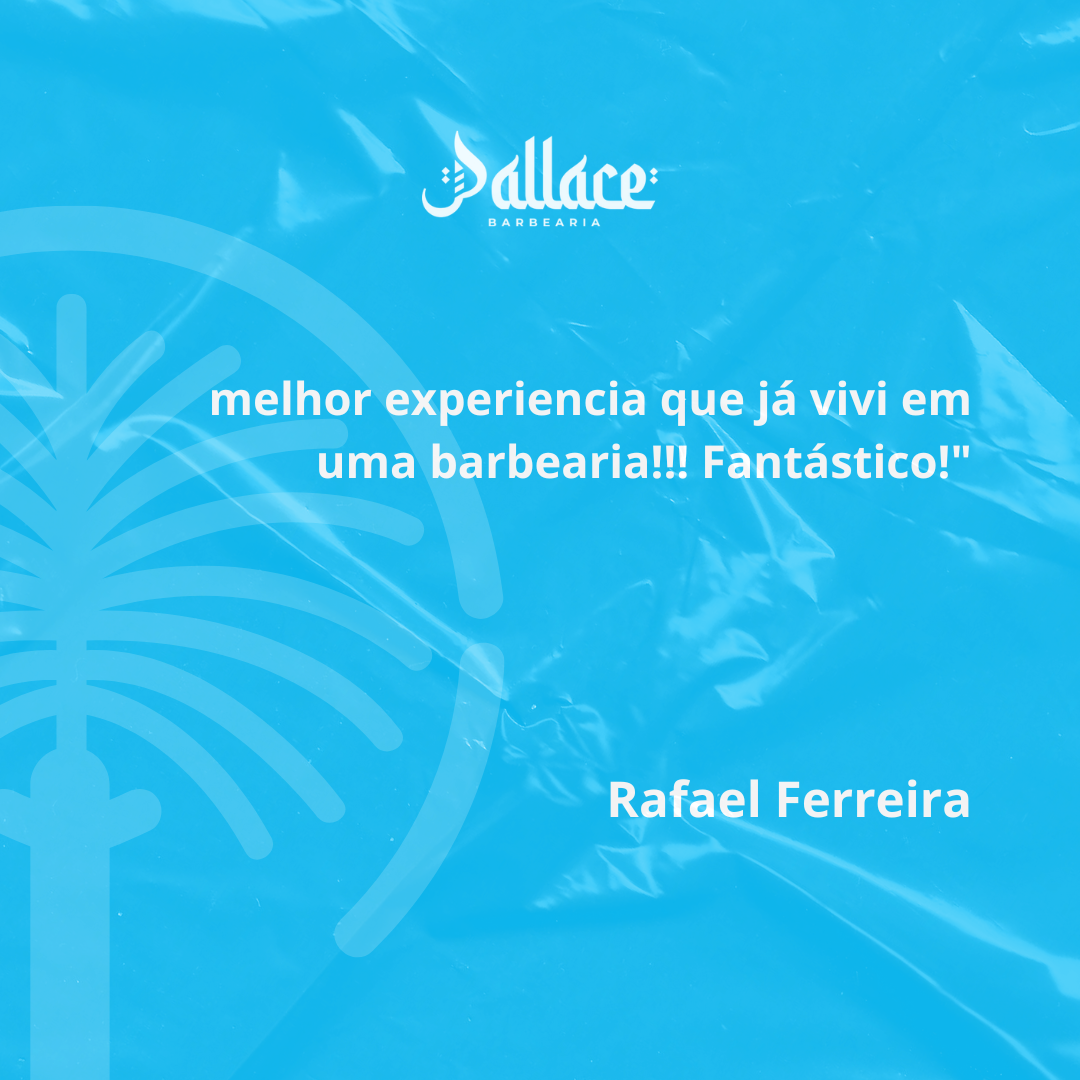 Pallace
BARBEARIA
melhor experiencia que já vivi em
uma barbearia!!! Fantástico!"
Rafael Ferreira